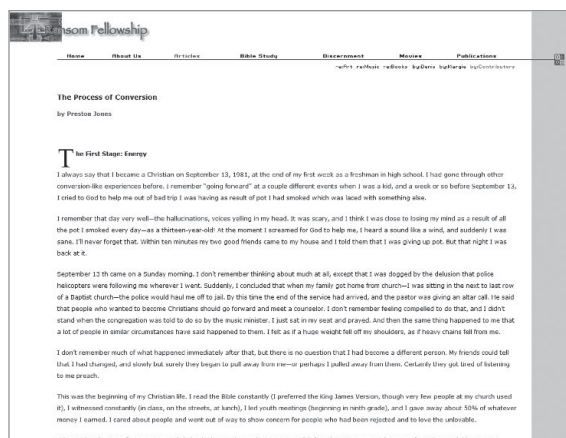 nsom Fellowship
Home About Us Articles Bible Study Discernment Movies Publications
re:Art re:Music re:Books by:Denis by:Margie by:Contributors
The Process of Conversion
by Preston Jones
The First Stage: Energy
I always say that I became a Christian on September 13, 1981, at the end of my first week as a freshman in high school. I had gone through other
conversion-like experiences before. I remember "going forward" at a couple different events when I was a kid, and a week or so before September 13,
I cried to God to help me out of bad trip I was having as result of pot I had smoked which was laced with something else.
I remember that day very well—the hallucinations, voices yelling in my head. It was scary, and I think I was close to losing my mind as a result of all
the pot I smoked every day—as a thirteen-year-old! At the moment I screamed for God to help me, I heard a sound like a wind, and suddenly I was
sane. I'll never forget that. Within ten minutes my two good friends came to my house and I told them that I was giving up pot. But that night I was
back at it.
September 13 th came on a Sunday morning. I don't remember thinking about much at all, except that I was dogged by the delusion that police
helicopters were following me wherever I went. Suddenly, I concluded that when my family got home from church—I was sitting in the next to last row
of a Baptist church—the police would haul me off to jail. By this time the end of the service had arrived, and the pastor was giving an altar call. He said
that people who wanted to become Christians should go forward and meet a counselor. I don't remember feeling compelled to do that, and I didn't
stand when the congregation was told to do so by the music minister. I just sat in my seat and prayed. And then the same thing happened to me that
a lot of people in similar circumstances have said happened to them. I felt as if a huge weight fell off my shoulders, as if heavy chains fell from me.
I don't remember much of what happened immediately after that, but there is no question that I had become a different person. My friends could tell
that I had changed, and slowly but surely they began to pull away from me—or perhaps I pulled away from them. Certainly they got tired of listening
to me preach.
This was the beginning of my Christian life. I read the Bible constantly (I preferred the King James Version, though very few people at my church used
it), I witnessed constantly (in class, on the streets, at lunch), I led youth meetings (beginning in ninth grade), and I gave away about 50% of whatever
money I earned. I cared about people and went out of way to show concern for people who had been rejected and to love the unlovable.